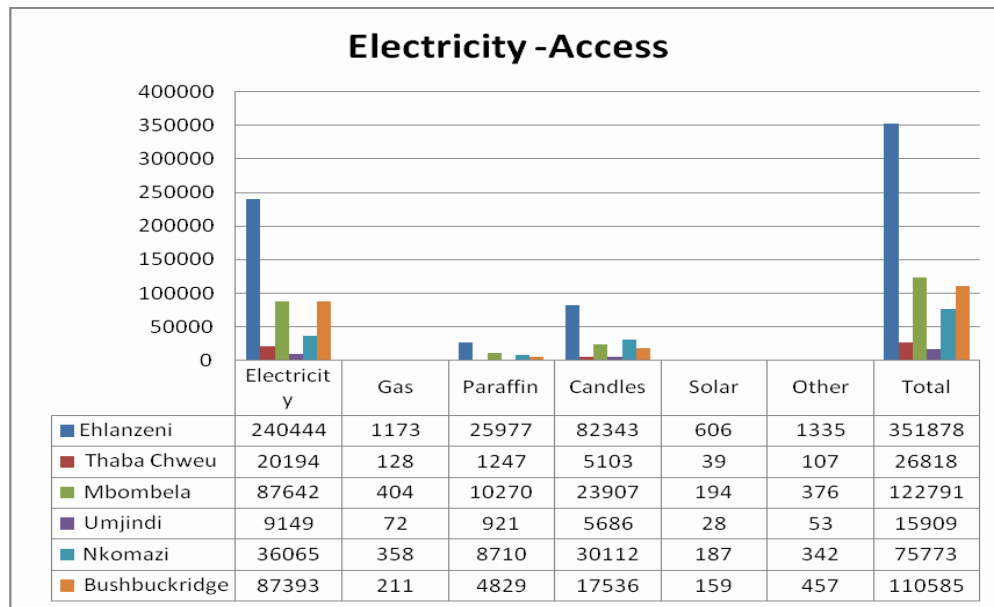 Electricity -Access
400000
350000
300000
250000
200000
150000
100000
50000
0
Electricit
y Gas Paraffin Candles Solar Other Total
Ehlanzeni 240444 1173 25977 82343 606 1335 351878
Thaba Chweu 20194 128 1247 5103 39 107 26818
Mbombela 87642 404 10270 23907 194 376 122791
Umjindi 9149 72 921 5686 28 53 15909
Nkomazi 36065 358 8710 30112 187 342 75773
Bushbuckridge 87393 211 4829 17536 159 457 110585